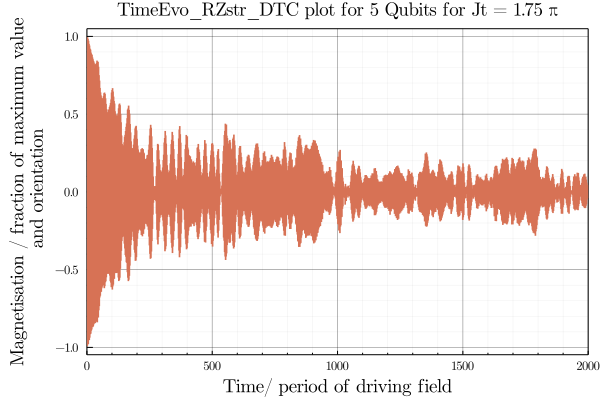 TimeEvo_RZstr_DTC plot for 5 Qubits for Jt = 1.75 π
Magnetisation / fraction of maximum value
and orientation
1.0
0.5
0.0
−0.5
−1.0
0 500 1000 1500 2000
Time/ period of driving field